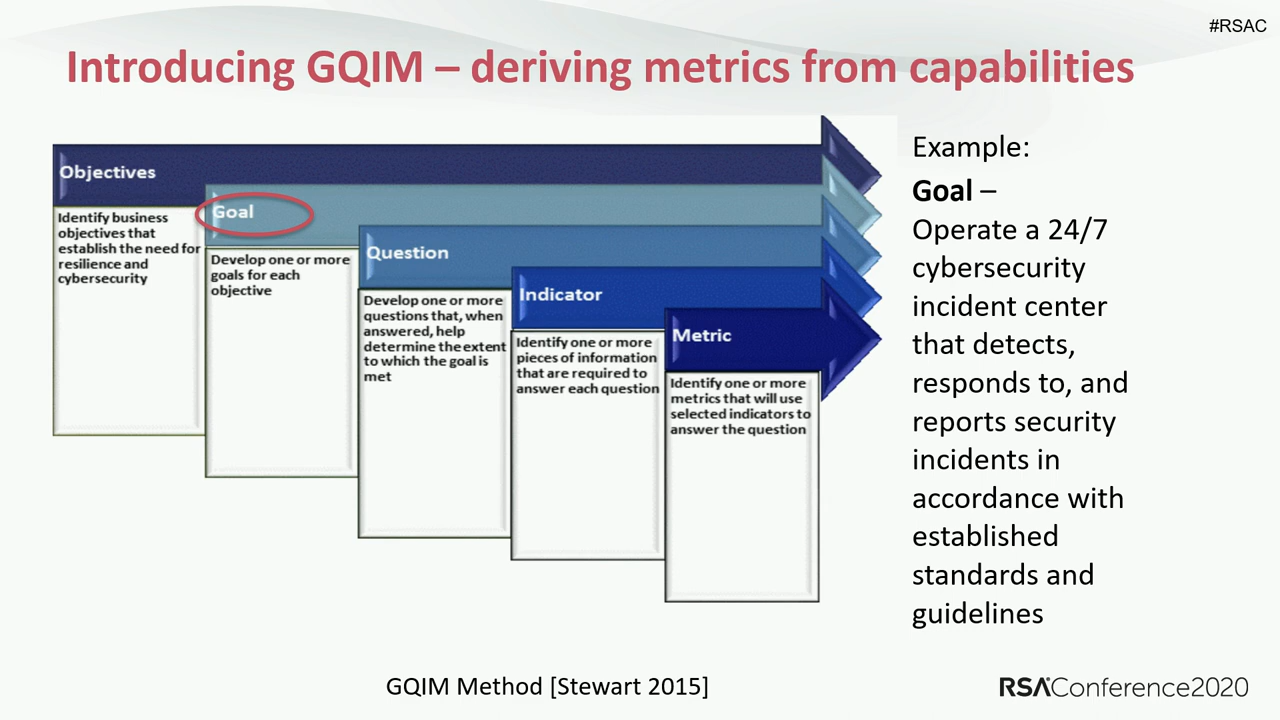 #RSAC
Introducing GQIM – deriving metrics from capabilities
Objectives
Identify business
objectives that
establish the need for
resilience and
cybersecurity
Goal
Develop one or more
goals for each
objective
Question
Develop one or more
questions that, when
answered, help
determine the extent
to which the goal is
met
Indicator
Identify one or more
pieces of information
that are required to
answer each question
Metric
Identify one or more
metrics that will use
selected indicators to
answer the question
Example:
Goal –
Operate a 24/7
cybersecurity
incident center
that detects,
responds to, and
reports security
incidents in
accordance with
established
standards and
guidelines
GQIM Method [Stewart 2015]
RSAConference2020